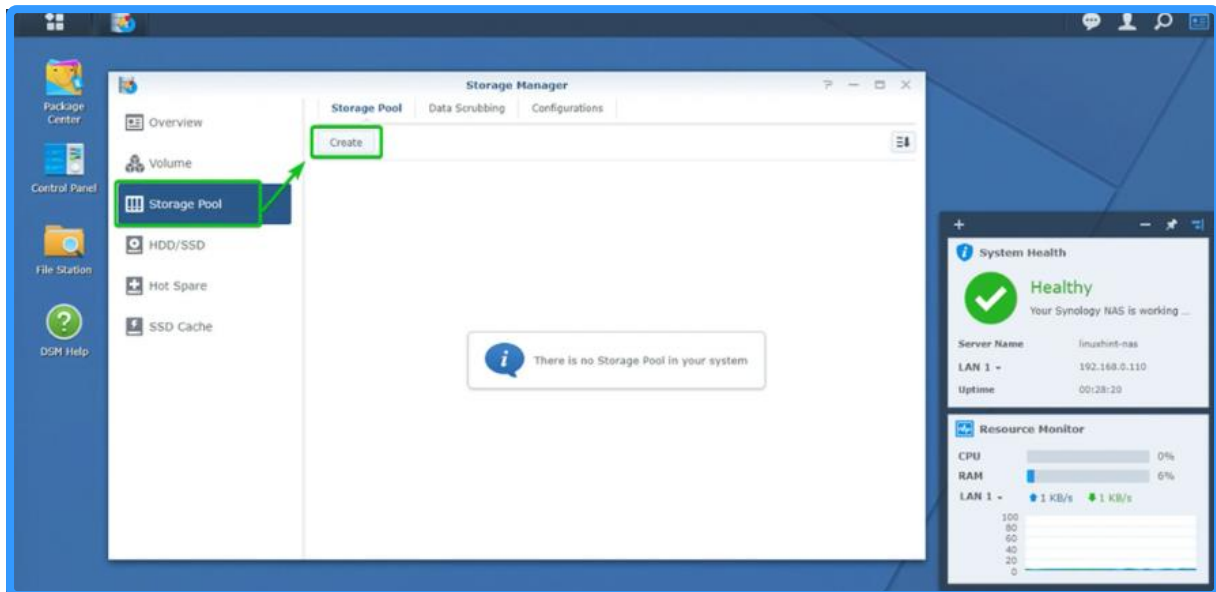 Storage Manager
Package
Center
Control Panel
File Station
DSM Help
Overview
Volume
Storage Pool
HDD/SSD
Hot Spare
SSD Cache
Storage Pool Data Scrubbing Configurations
Create
There is no Storage Pool in your system
System Health
Healthy
Your Synology NAS is working ...
Server Name linuxhint-nas
LAN 1 192.168.0.110
Uptime 00:28:20
Resource Monitor
CPU 0%
RAM 6%
LAN 1 1 KB/s 1 KB/s
100
80
60
40
20
0